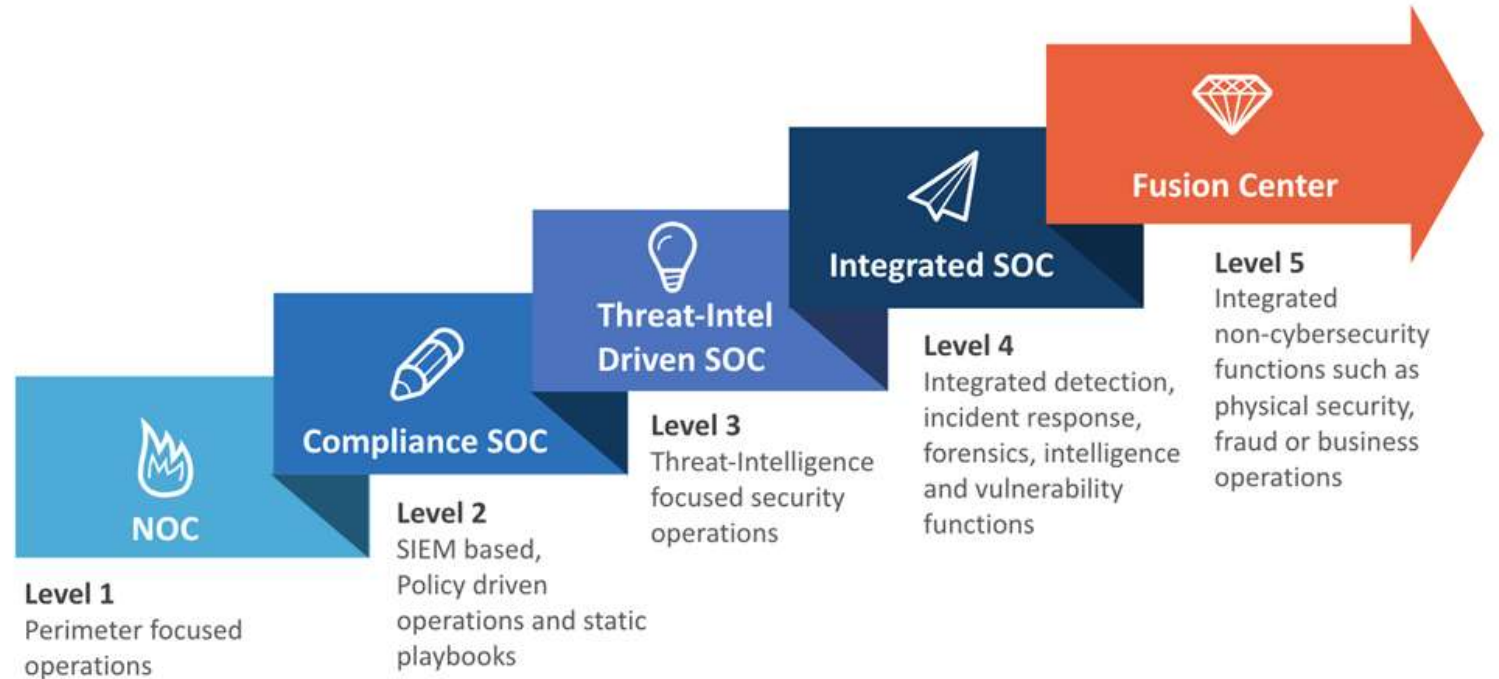 NOC
Level 1
Perimeter focused
operations
Compliance SOC
Level 2
SIEM based,
Policy driven
operations and static
playbooks
Threat-Intel
Driven SOC
Level 3
Threat-Intelligence
focused security
operations
Integrated SOC
Level 4
Integrated detection,
incident response,
forensics, intelligence
and vulnerability
functions
Fusion Center
Level 5
Integrated
non-cybersecurity
functions such as
physical security,
fraud or business
operations